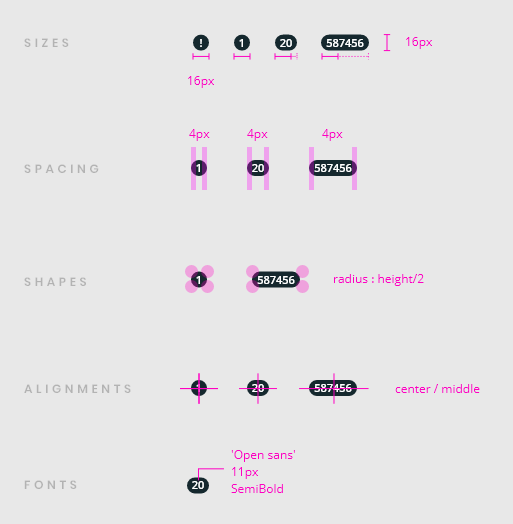 SIZES
! 1 20 587456 16px
16px
4px 4px 4px
SPACING 1 20 587456
SHAPES 1 587456 radius : height/2
ALIGNMENTS 1 20 587456 center / middle
'Open sans'
11px
SemiBold
FONTS 20